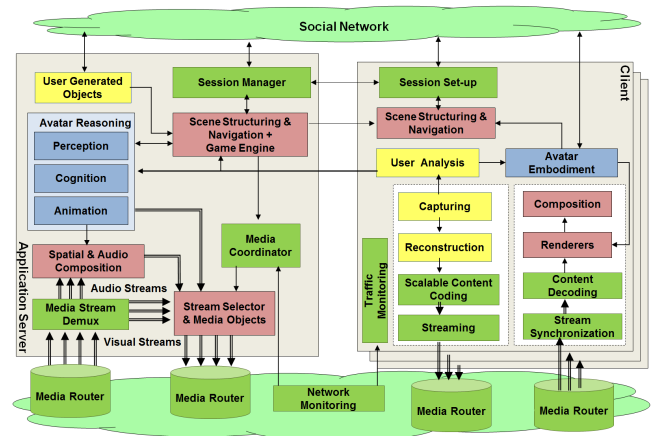 Social Network
User Generated
Objects
Session Manager
Session Set-up
Client
Avatar Reasoning
Perception
Cognition
Animation
Scene Structuring &
Navigation +
Game Engine
Scene Structuring
& Navigation
User Analysis
Avatar
Embodiment
Capturing
Reconstruction
Scalable Content
Coding
Streaming
Composition
Renderers
Content
Decoding
Stream
Synchronization
Application Server
Spatial & Audio
Composition
Media
Coordinator
Traffic
Monitoring
Audio Streams
Media Stream
Demux
Stream Selector
& Media Objects
Visual Streams
Media Router
Media Router
Network
Monitoring
Media Router
Media Router